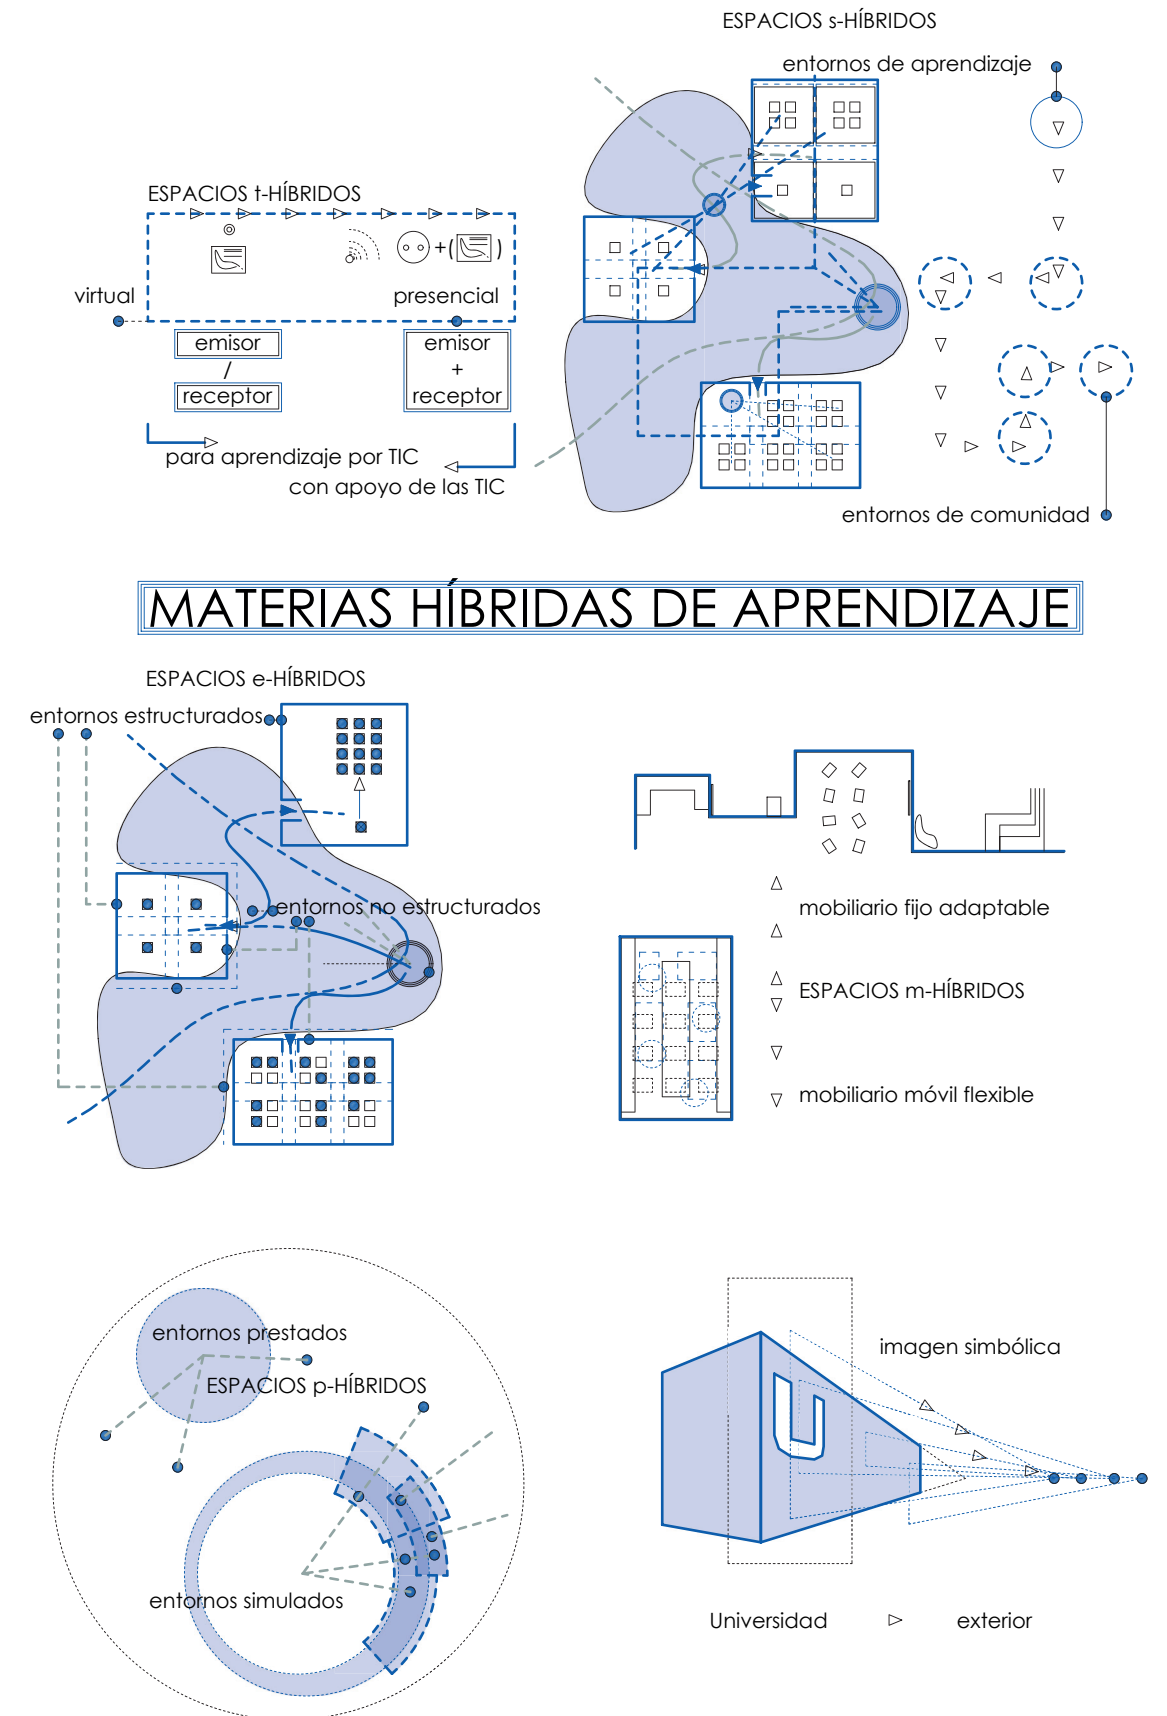 ESPACIOS s-HÍBRIDOS
entornos de aprendizaje
ESPACIOS t-HÍBRIDOS
+( )
virtual
presencial
emisor
/
receptor
emisor
+
receptor
para aprendizaje por TIC
con apoyo de las TIC
entornos de comunidad
MATERIAS HÍBRIDAS DE APRENDIZAJE
ESPACIOS e-HÍBRIDOS
entornos estructurados
entornos no estructurados
mobiliario fijo adaptable
ESPACIOS m-HÍBRIDOS
mobiliario móvil flexible
entornos prestados
ESPACIOS p-HÍBRIDOS
entornos simulados
imagen simbólica
U
Universidad
exterior